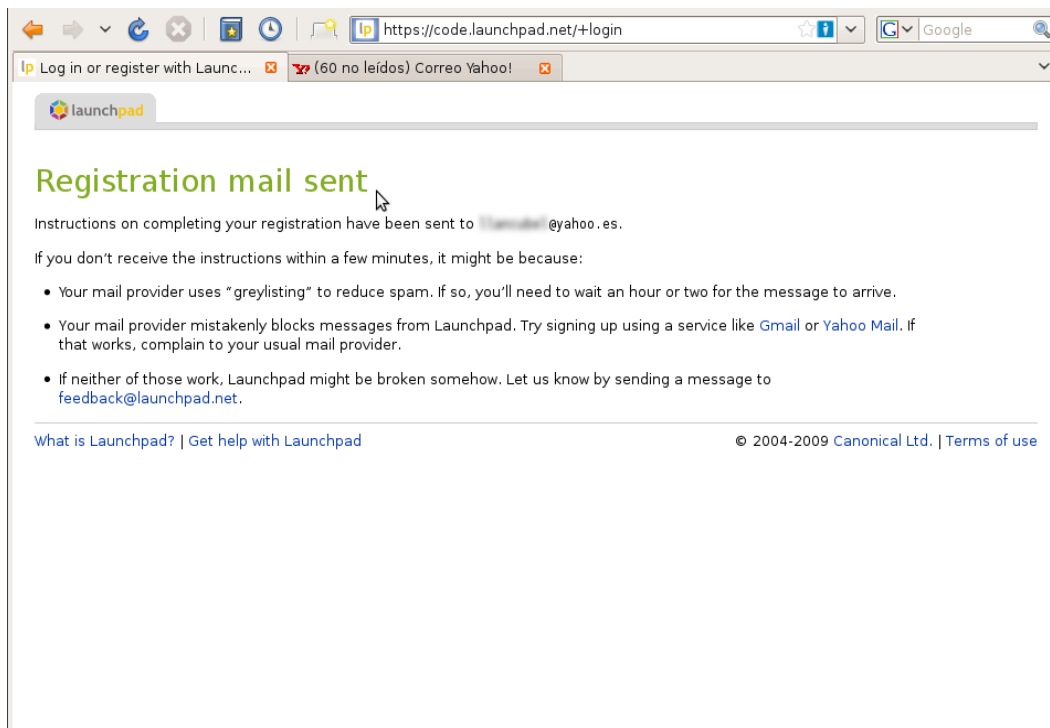 lp https://code.launchpad.net/+login G Google
lp Log in or register with Launc... Y! (60 no leídos) Correo Yahoo!
launchpad
Registration mail sent
Instructions on completing your registration have been sent to @yahoo.es.
If you don’t receive the instructions within a few minutes, it might be because:
• Your mail provider uses “greylisting” to reduce spam. If so, you’ll need to wait an hour or two for the message to arrive.
• Your mail provider mistakenly blocks messages from Launchpad. Try signing up using a service like Gmail or Yahoo Mail. If
that works, complain to your usual mail provider.
• If neither of those work, Launchpad might be broken somehow. Let us know by sending a message to
feedback@launchpad.net.
What is Launchpad? | Get help with Launchpad © 2004-2009 Canonical Ltd. | Terms of use